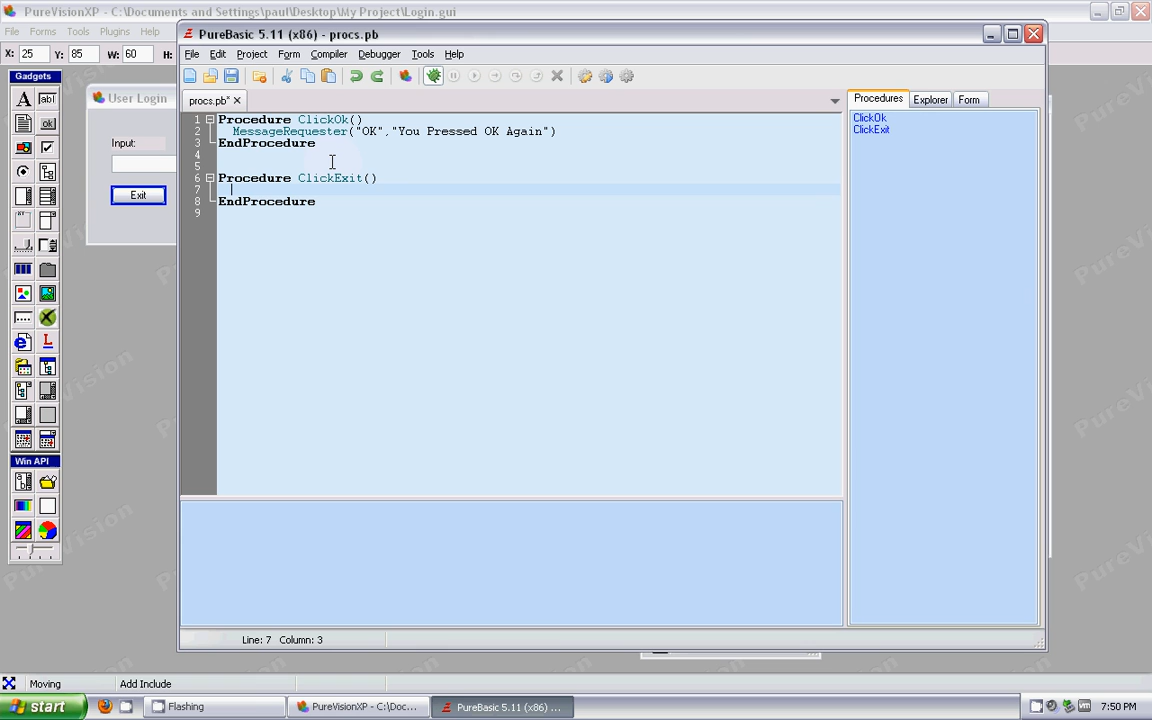 PureVisionXP - C:\Documents and Settings\paul\Desktop\My Project\Login.gui
File Forms Tools Plugins Help
X: 25 Y: 85 W: 60 H:
PureBasic 5.11 (x86) - procs.pb
File Edit Project Form Compiler Debugger Tools Help
procs.pb*
Procedures Explorer Form
ClickOk
ClickExit
1 Procedure ClickOk()
2 MessageRequester("OK","You Pressed OK Again")
3 EndProcedure
4
5
6 Procedure ClickExit()
7
8 EndProcedure
9
Gadgets
Win API
User Login
Input:
Exit
Line: 7 Column: 3
Moving Add Include
start Flashing PureVisionXP - C:\Doc... PureBasic 5.11 (x86) ... 7:50 PM